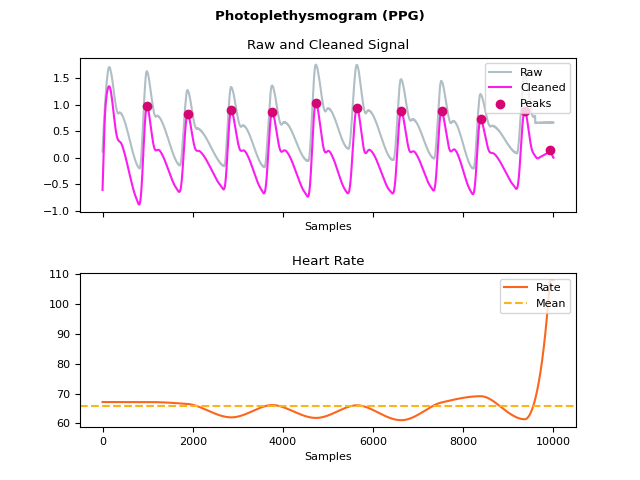 Photoplethysmogram (PPG)
Raw and Cleaned Signal
Raw
Cleaned
Peaks
1.5
1.0
0.5
0.0
−0.5
−1.0
Samples
Heart Rate
Rate
Mean
110
100
90
80
70
60
0 2000 4000 6000 8000 10000
Samples